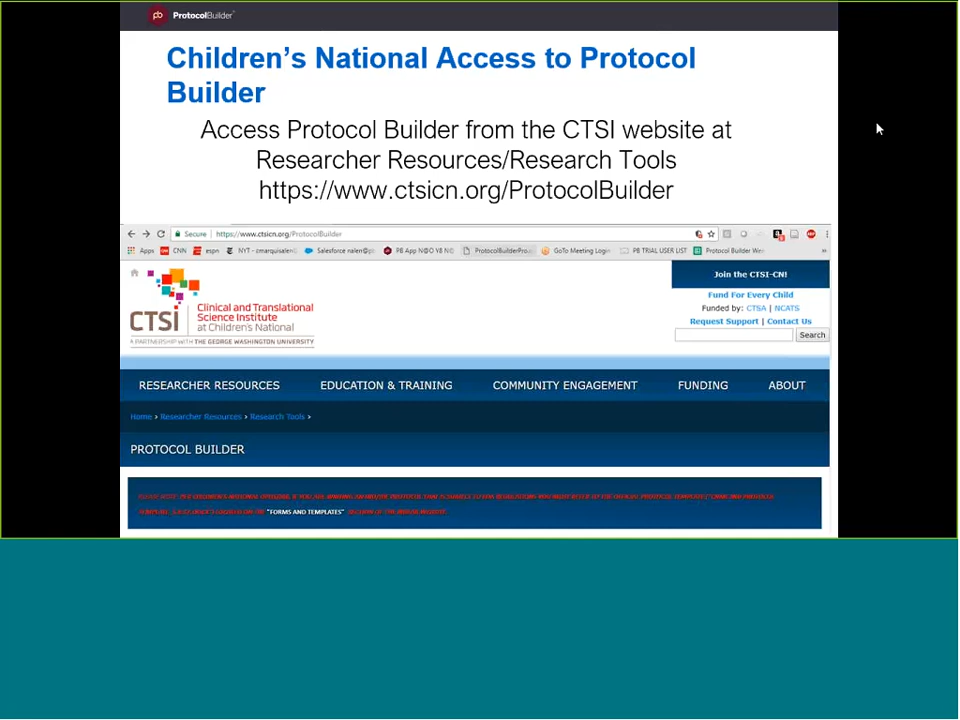 ProtocolBuilder
Children's National Access to Protocol
Builder
Access Protocol Builder from the CTSI website at
Researcher Resources/Research Tools
https://www.ctsicn.org/ProtocolBuilder
Secure https://www.ctsicn.org/ProtocolBuilder
Apps CNN espn NYT - cmarquisalen Salesforce nalen@ PB App N@O Y8 N ProtocolBuilderPro. GoTo Meeting Login PB TRIAL USER LIST Protocol Builder We
Join the CTSI-CN!
Fund For Every Child
Funded by: CTSA | NCATS
Request Support | Contact Us
Search
CTSI
Clinical and Translational
Science Institute
at Children's National
A PARTNERSHIP WITH THE GEORGE WASHINGTON UNIVERSITY
RESEARCHER RESOURCES EDUCATION & TRAINING COMMUNITY ENGAGEMENT FUNDING ABOUT
Home > Researcher Resources > Research Tools >
PROTOCOL BUILDER
"FORMS AND TEMPLATES"